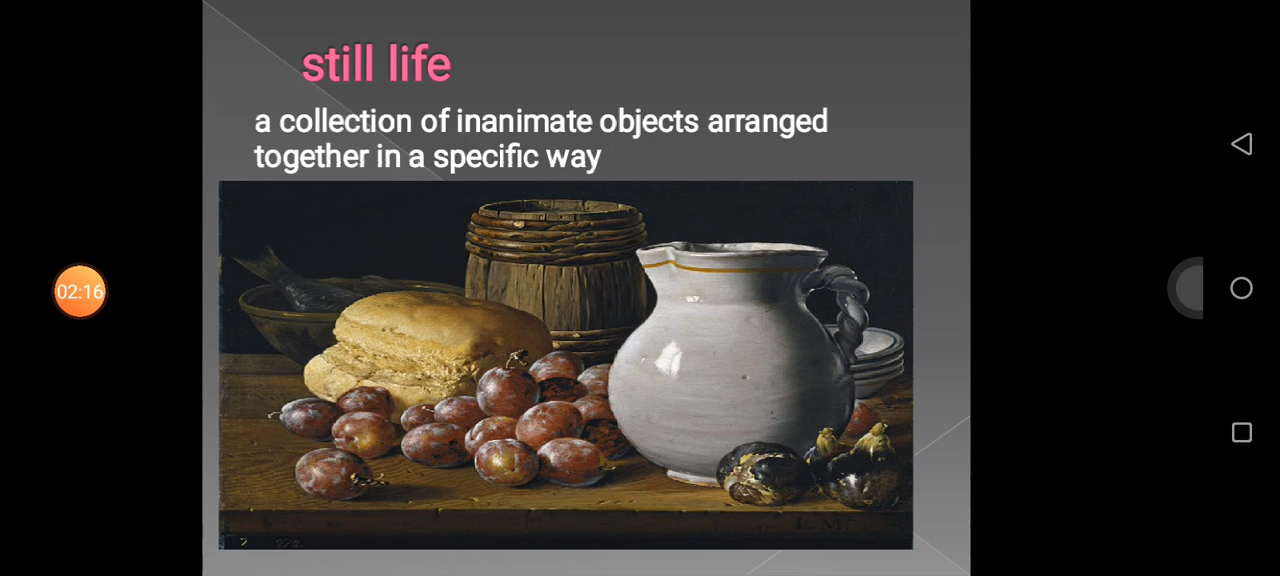 still life
a collection of inanimate objects arranged
together in a specific way
02:16